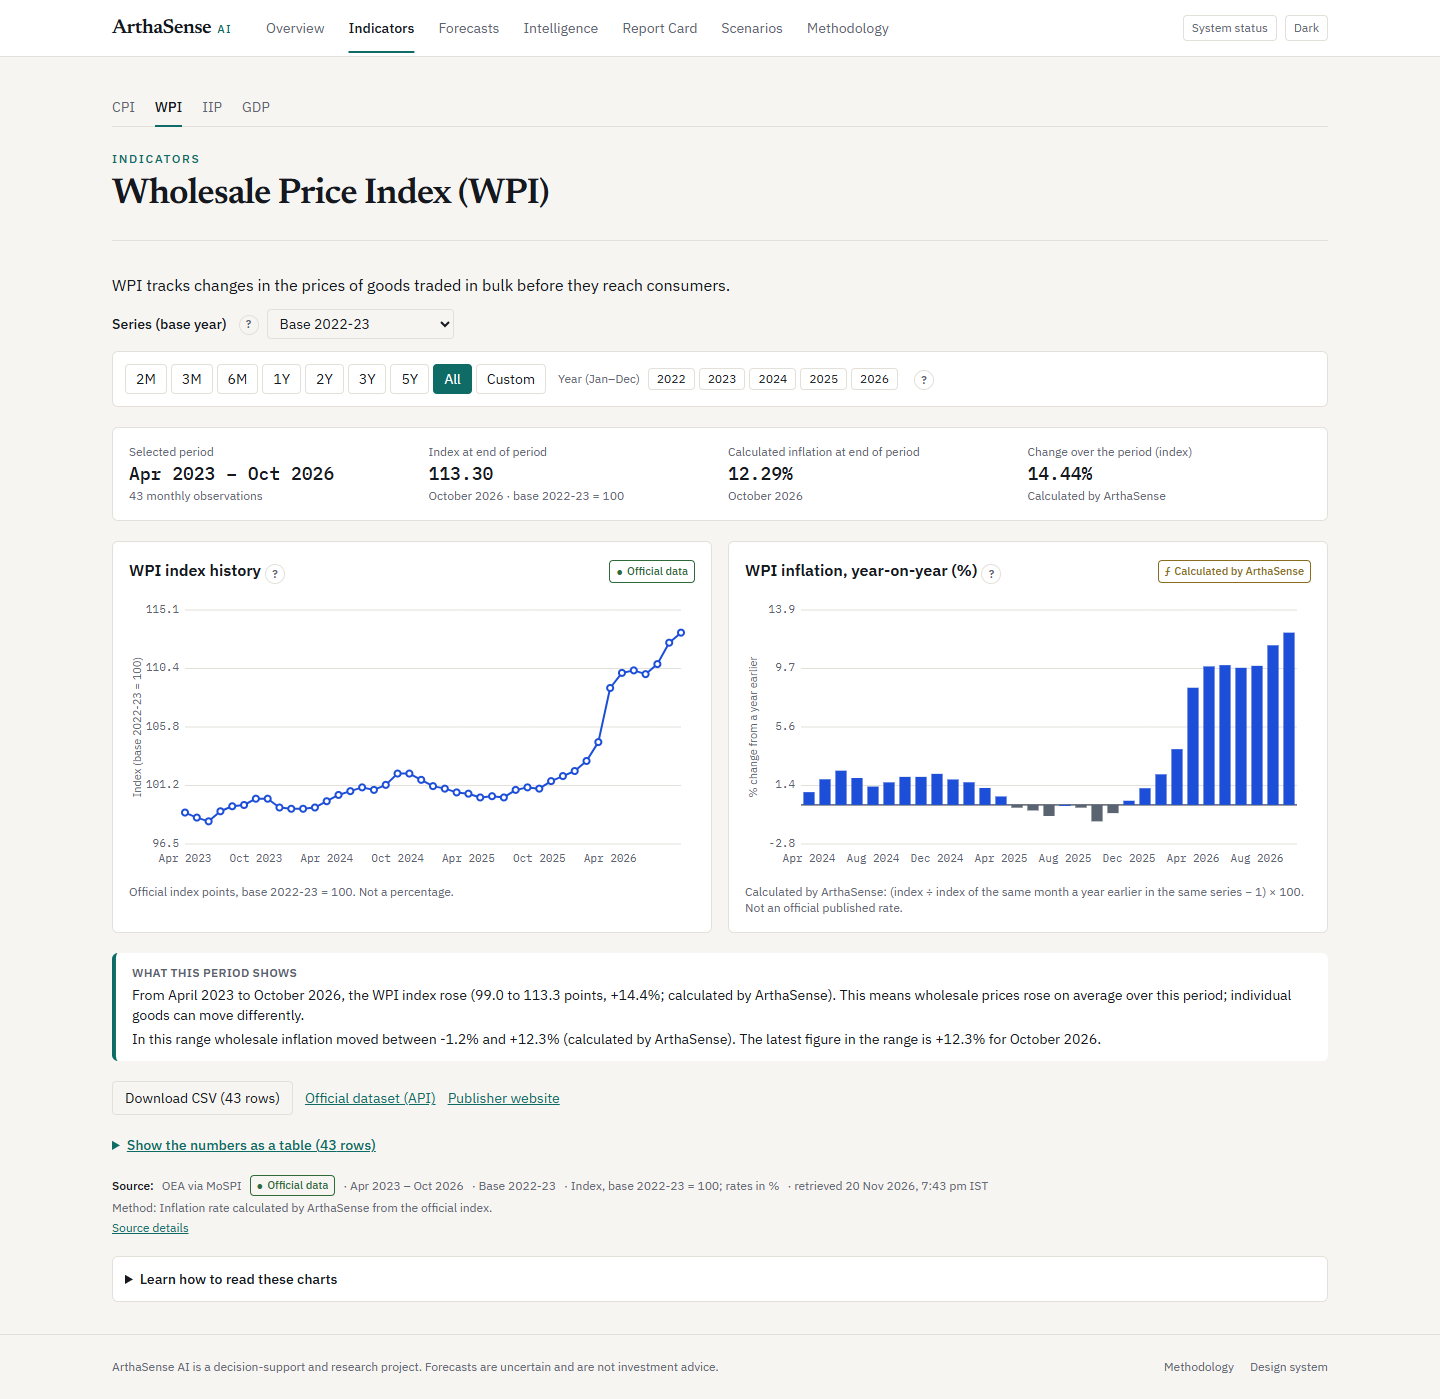 ArthaSense AI
Overview
Indicators
Forecasts
Intelligence
Report Card
Scenarios
Methodology
System status
Dark
CPI
WPI
IIP
GDP
INDICATORS
Wholesale Price Index (WPI)
WPI tracks changes in the prices of goods traded in bulk before they reach consumers.
Series (base year) ? Base 2022-23
2M 3M 6M 1Y 2Y 3Y 5Y All Custom Year (Jan–Dec) 2022 2023 2024 2025 2026 ?
Selected period
Apr 2023 – Oct 2026
43 monthly observations
Index at end of period
113.30
October 2026 · base 2022-23 = 100
Calculated inflation at end of period
12.29%
October 2026
Change over the period (index)
14.44%
Calculated by ArthaSense
WPI index history ?
● Official data
Index (base 2022-23 = 100)
115.1
110.4
105.8
101.2
96.5
Apr 2023 Oct 2023 Apr 2024 Oct 2024 Apr 2025 Oct 2025 Apr 2026
Official index points, base 2022-23 = 100. Not a percentage.
WPI inflation, year-on-year (%) ?
ƒ Calculated by ArthaSense
% change from a year earlier
13.9
9.7
5.6
1.4
-2.8
Apr 2024 Aug 2024 Dec 2024 Apr 2025 Aug 2025 Dec 2025 Apr 2026 Aug 2026
Calculated by ArthaSense: (index ÷ index of the same month a year earlier in the same series − 1) × 100.
Not an official published rate.
WHAT THIS PERIOD SHOWS
From April 2023 to October 2026, the WPI index rose (99.0 to 113.3 points, +14.4%; calculated by ArthaSense). This means wholesale prices rose on average over this period; individual
goods can move differently.
In this range wholesale inflation moved between -1.2% and +12.3% (calculated by ArthaSense). The latest figure in the range is +12.3% for October 2026.
Download CSV (43 rows) Official dataset (API) Publisher website
Show the numbers as a table (43 rows)
Source: OEA via MoSPI ● Official data · Apr 2023 – Oct 2026 · Base 2022-23 · Index, base 2022-23 = 100; rates in % · retrieved 20 Nov 2026, 7:43 pm IST
Method: Inflation rate calculated by ArthaSense from the official index.
Source details
Learn how to read these charts
ArthaSense AI is a decision-support and research project. Forecasts are uncertain and are not investment advice.
Methodology Design system